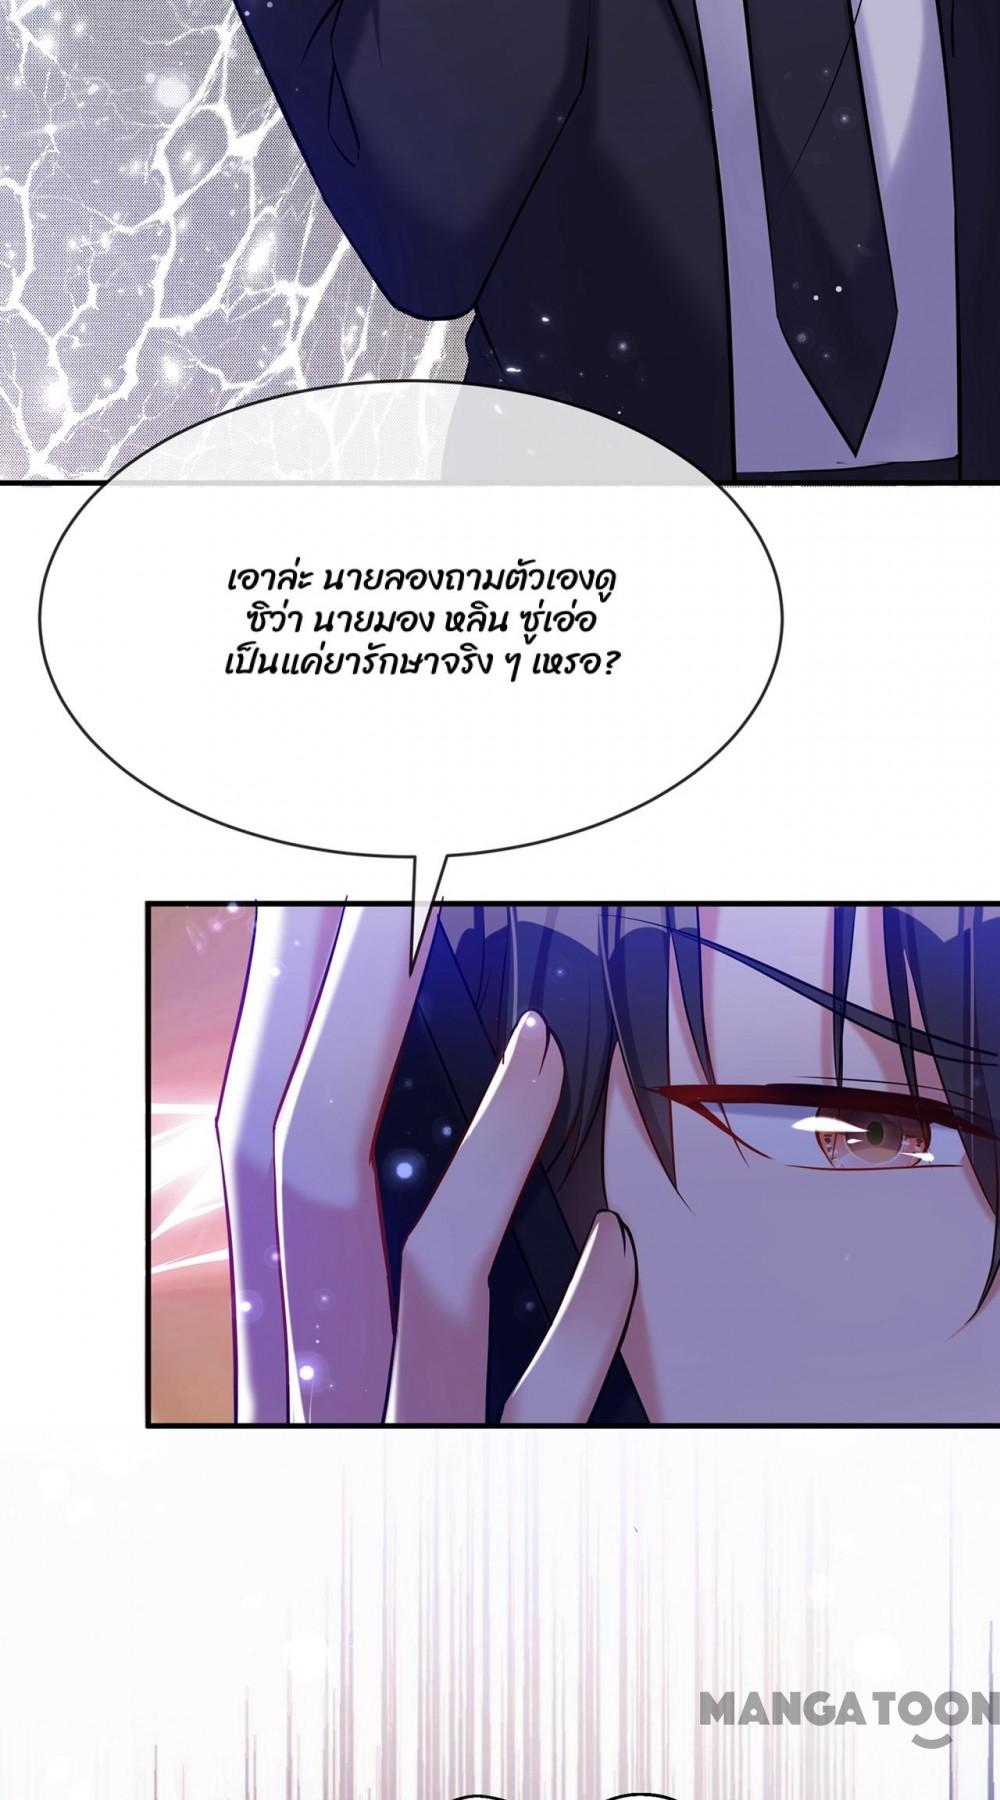 เอาล่ะ นายลองถามตัวเองดู
ซิว่า นายมอง หลิน ซู่เอ่อ
เป็นแค่ยารักษาจริง ๆ เหรอ?
MANGATOON